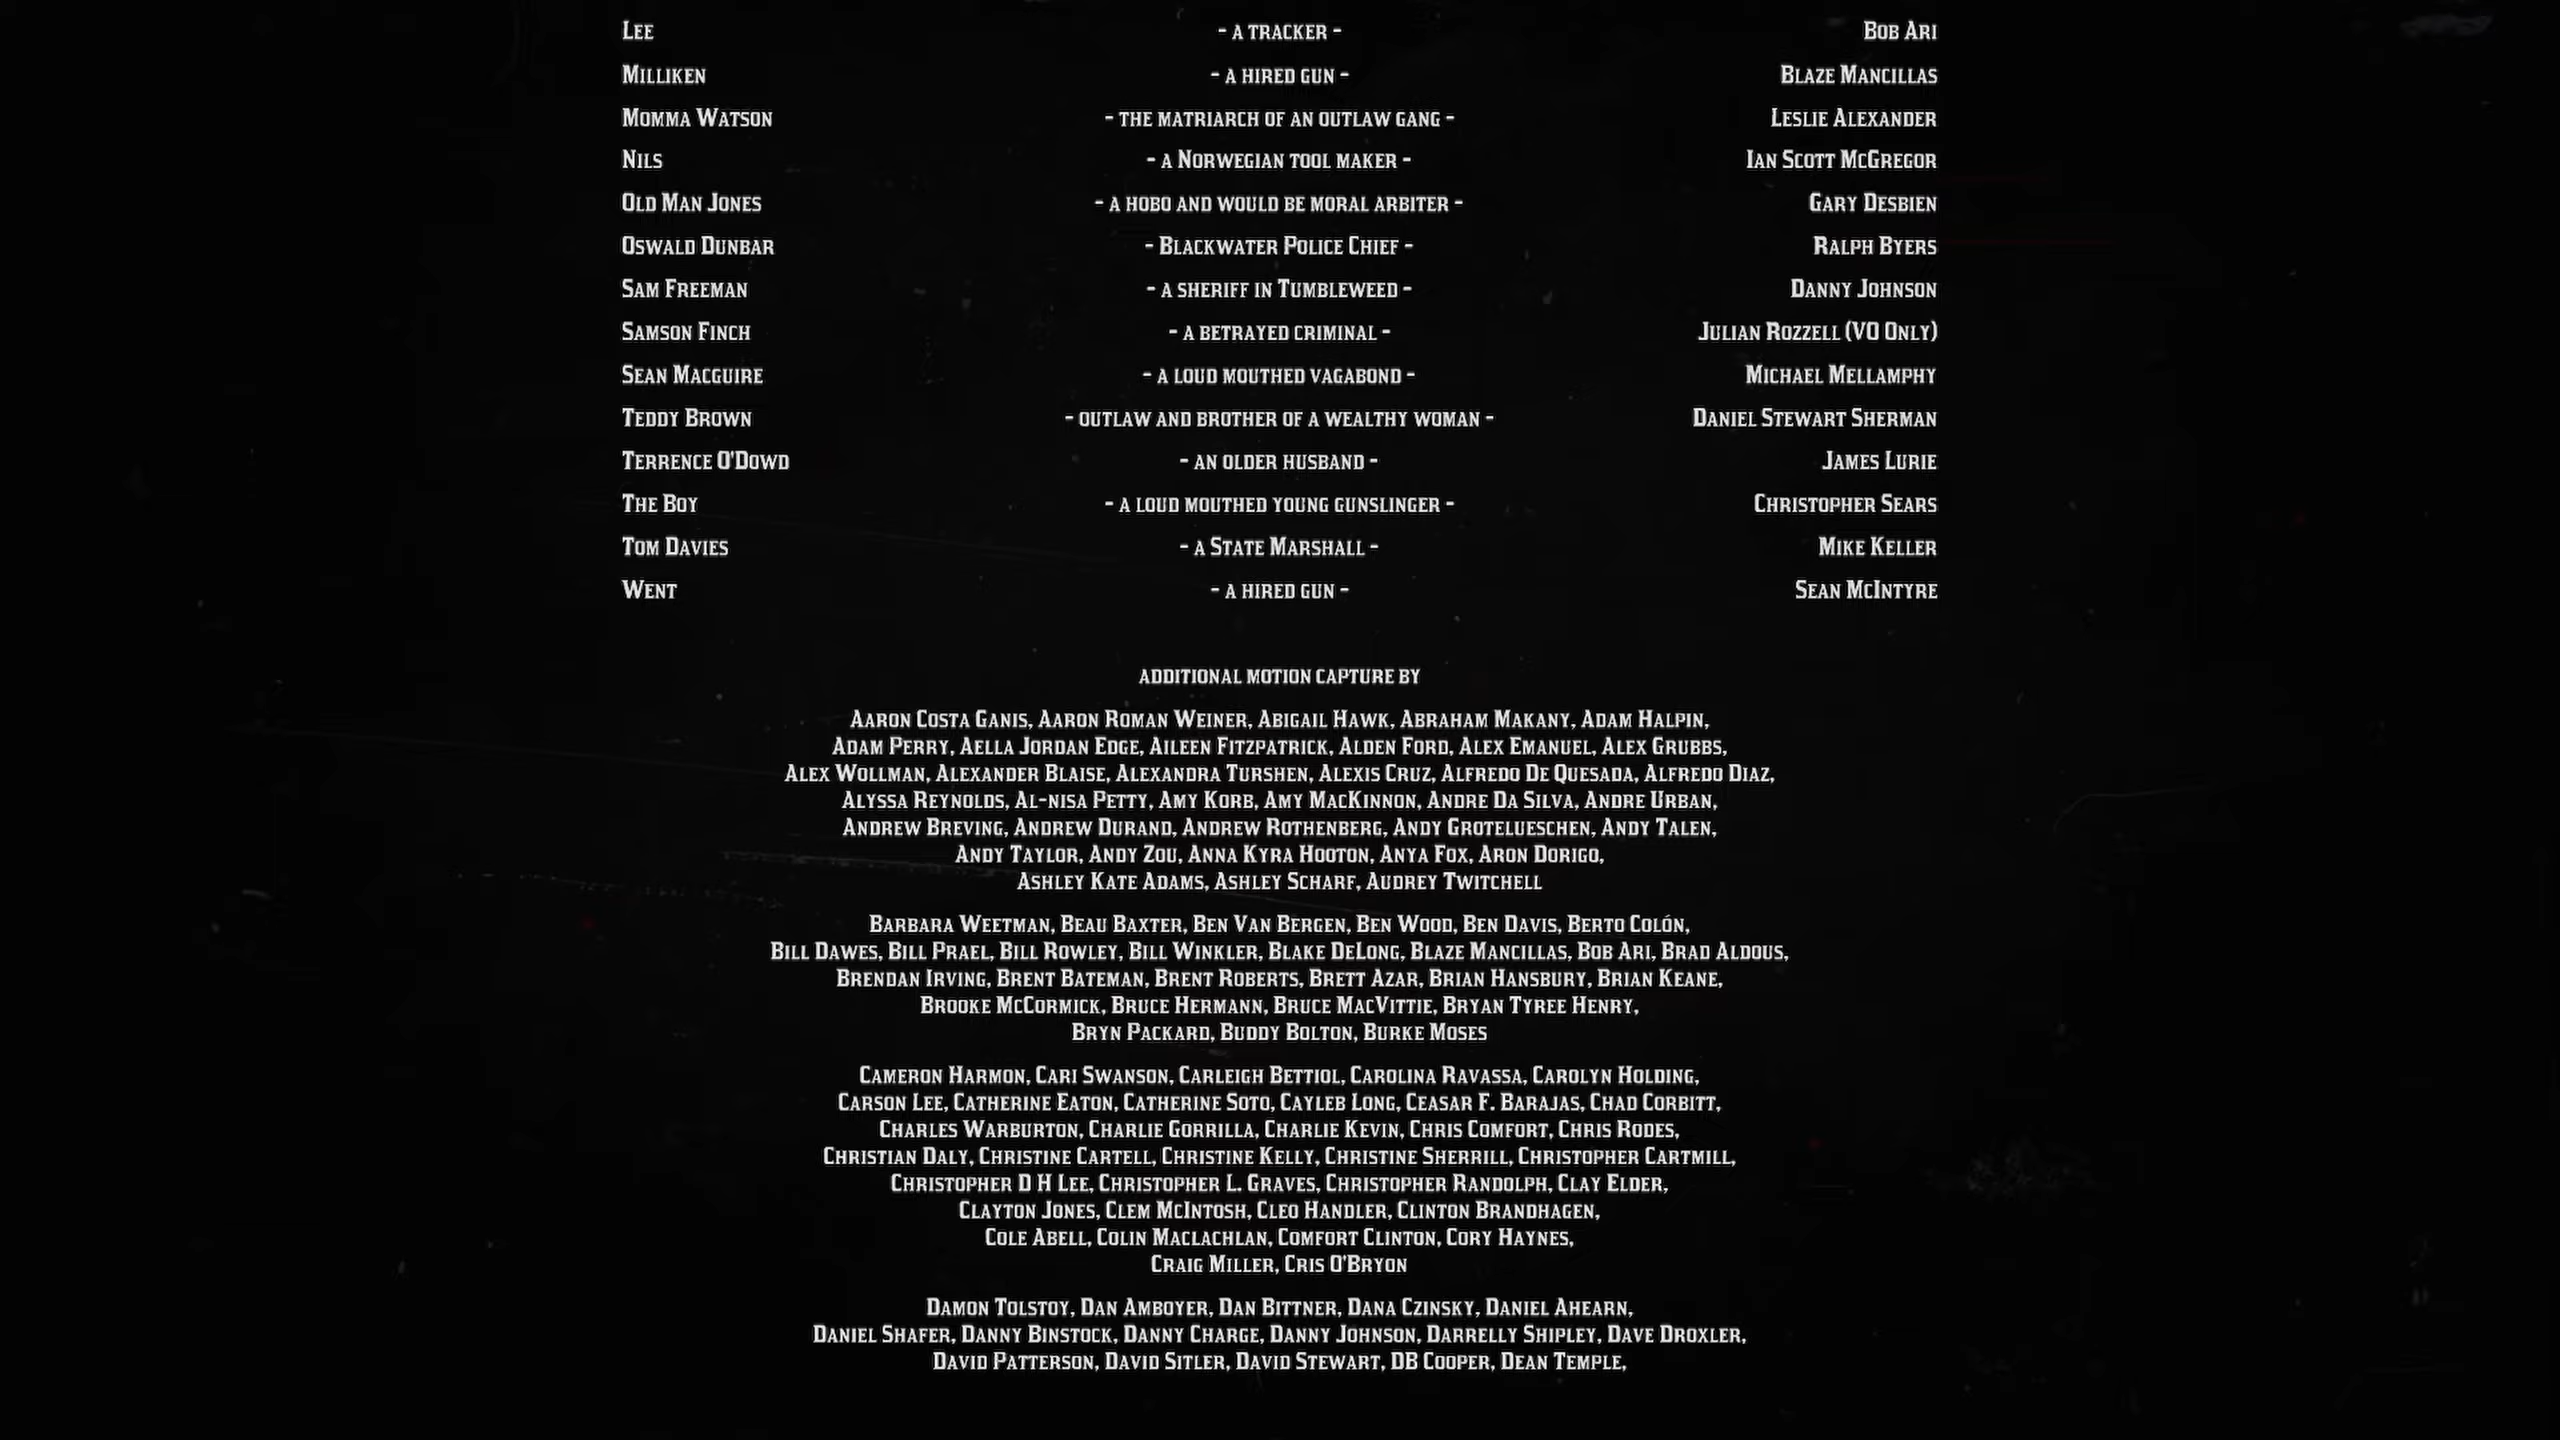 Lee - a tracker - Bob Ari
Milliken - a hired gun - Blaze Mancillas
Momma Watson - the matriarch of an outlaw gang - Leslie Alexander
Nils - a Norwegian tool maker - Ian Scott McGregor
Old Man Jones - a hobo and would be moral arbiter - Gary Desbien
Oswald Dunbar - Blackwater Police Chief - Ralph Byers
Sam Freeman - a sheriff in Tumbleweed - Danny Johnson
Samson Finch - a betrayed criminal - Julian Rozzell (VO Only)
Sean Macguire - a loud mouthed vagabond - Michael Mellamphy
Teddy Brown - outlaw and brother of a wealthy woman - Daniel Stewart Sherman
Terrence O'Dowd - an older husband - James Lurie
The Boy - a loud mouthed young gunslinger - Christopher Sears
Tom Davies - a State Marshall - Mike Keller
Went - a hired gun - Sean McIntyre
additional motion capture by
Aaron Costa Ganis, Aaron Roman Weiner, Abigail Hawk, Abraham Makany, Adam Halpin,
Adam Perry, Aella Jordan Edge, Aileen Fitzpatrick, Alden Ford, Alex Emanuel, Alex Grubbs,
Alex Wollman, Alexander Blaise, Alexandra Turshen, Alexis Cruz, Alfredo De Quesada, Alfredo Diaz,
Alyssa Reynolds, Al-nisa Petty, Amy Korb, Amy MacKinnon, Andre Da Silva, Andre Urban,
Andrew Breving, Andrew Durand, Andrew Rothenberg, Andy Grotelueschen, Andy Talen,
Andy Taylor, Andy Zou, Anna Kyra Hooton, Anya Fox, Aron Dorigo,
Ashley Kate Adams, Ashley Scharf, Audrey Twitchell
Barbara Weetman, Beau Baxter, Ben Van Bergen, Ben Wood, Ben Davis, Berto Colón,
Bill Dawes, Bill Prael, Bill Rowley, Bill Winkler, Blake DeLong, Blaze Mancillas, Bob Ari, Brad Aldous,
Brendan Irving, Brent Bateman, Brent Roberts, Brett Azar, Brian Hansbury, Brian Keane,
Brooke McCormick, Bruce Hermann, Bruce MacVittie, Bryan Tyree Henry,
Bryn Packard, Buddy Bolton, Burke Moses
Cameron Harmon, Cari Swanson, Carleigh Bettiol, Carolina Ravassa, Carolyn Holding,
Carson Lee, Catherine Eaton, Catherine Soto, Cayleb Long, Ceasar F. Barajas, Chad Corbitt,
Charles Warburton, Charlie Gorrilla, Charlie Kevin, Chris Comfort, Chris Rodes,
Christian Daly, Christine Cartell, Christine Kelly, Christine Sherrill, Christopher Cartmill,
Christopher D H Lee, Christopher L. Graves, Christopher Randolph, Clay Elder,
Clayton Jones, Clem McIntosh, Cleo Handler, Clinton Brandhagen,
Cole Abell, Colin Maclachlan, Comfort Clinton, Cory Haynes,
Craig Miller, Cris O'Bryon
Damon Tolstoy, Dan Amboyer, Dan Bittner, Dana Czinsky, Daniel Ahearn,
Daniel Shafer, Danny Binstock, Danny Charge, Danny Johnson, Darrelly Shipley, Dave Droxler,
David Patterson, David Sitler, David Stewart, DB Cooper, Dean Temple,